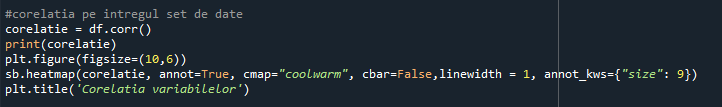 #corelatia pe intregul set de date
corelatie = df.corr()
print(corelatie)
plt.figure(figsize=(10,6))
sb.heatmap(corelatie, annot=True, cmap="coolwarm", cbar=False,linewidth = 1, annot_kws={"size": 9})
plt.title('Corelatia variabilelor')